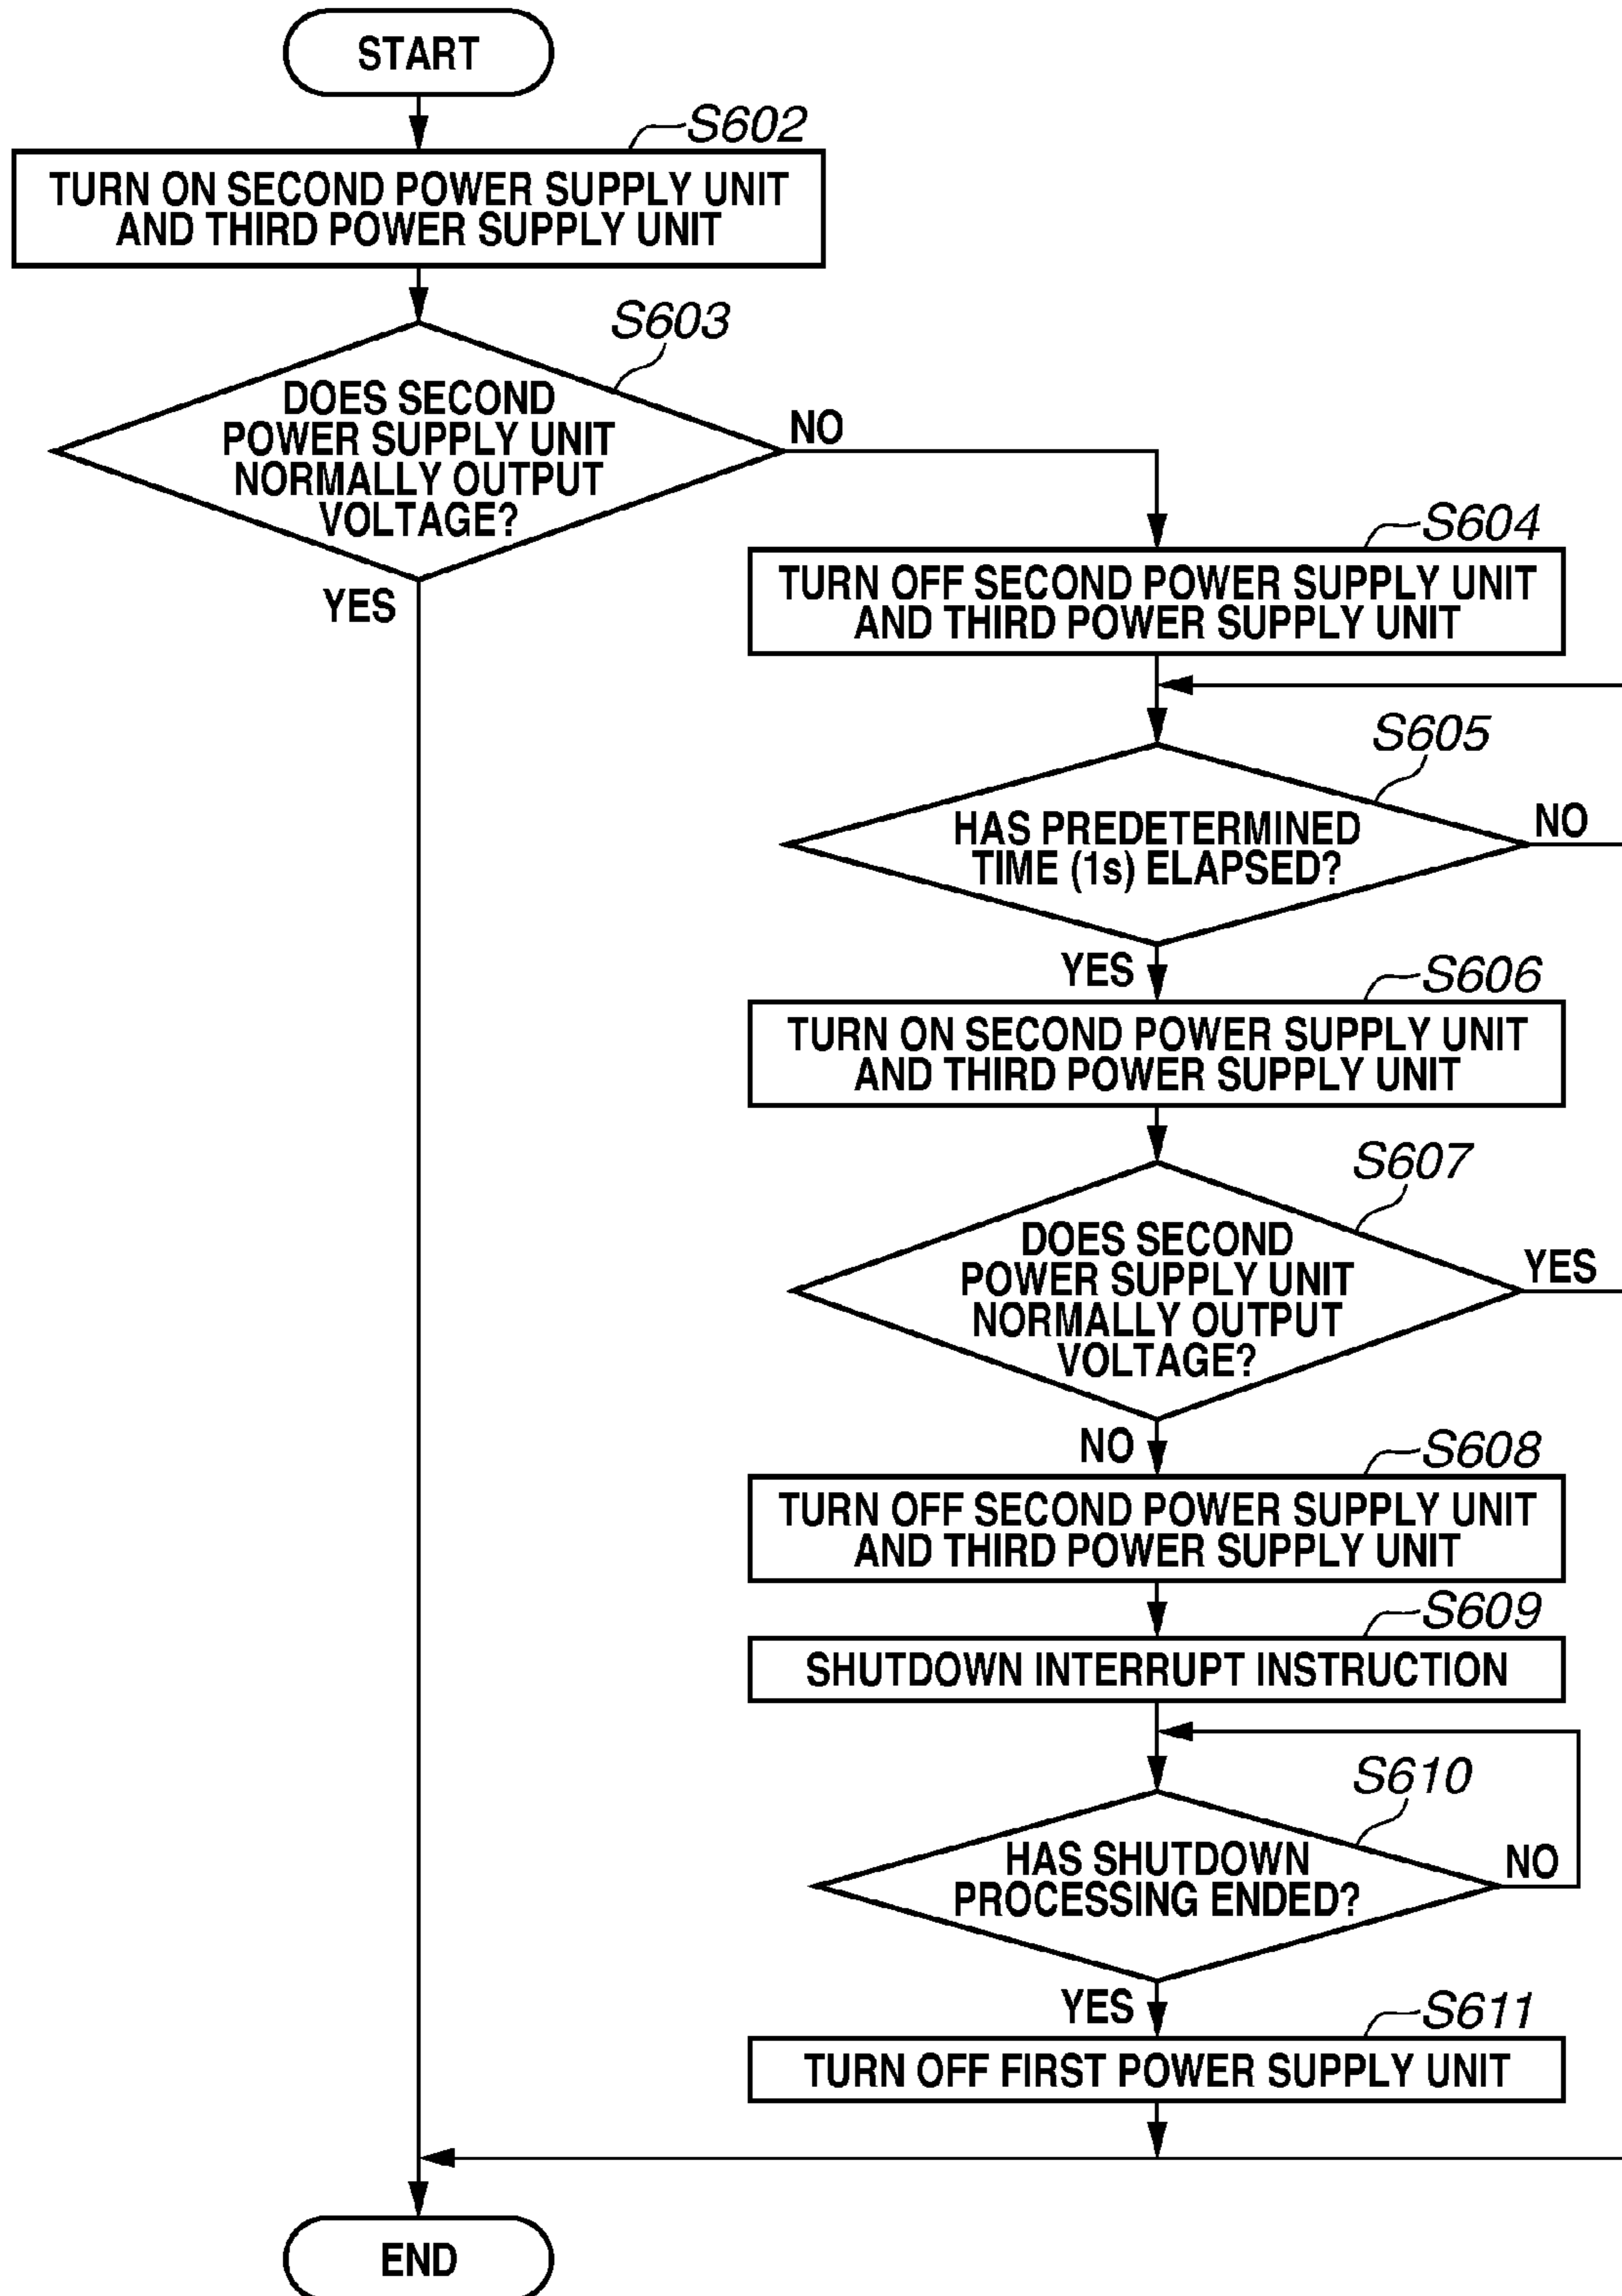 START
S602
TURN ON SECOND POWER SUPPLY UNIT
AND THIRD POWER SUPPLY UNIT
S603
DOES SECOND
POWER SUPPLY UNIT
NORMALLY OUTPUT
VOLTAGE?
NO
YES
S604
TURN OFF SECOND POWER SUPPLY UNIT
AND THIRD POWER SUPPLY UNIT
S605
HAS PREDETERMINED
TIME (1s) ELAPSED?
NO
YES
S606
TURN ON SECOND POWER SUPPLY UNIT
AND THIRD POWER SUPPLY UNIT
S607
DOES SECOND
POWER SUPPLY UNIT
NORMALLY OUTPUT
VOLTAGE?
YES
NO
S608
TURN OFF SECOND POWER SUPPLY UNIT
AND THIRD POWER SUPPLY UNIT
S609
SHUTDOWN INTERRUPT INSTRUCTION
S610
HAS SHUTDOWN
PROCESSING ENDED?
NO
YES
S611
TURN OFF FIRST POWER SUPPLY UNIT
END